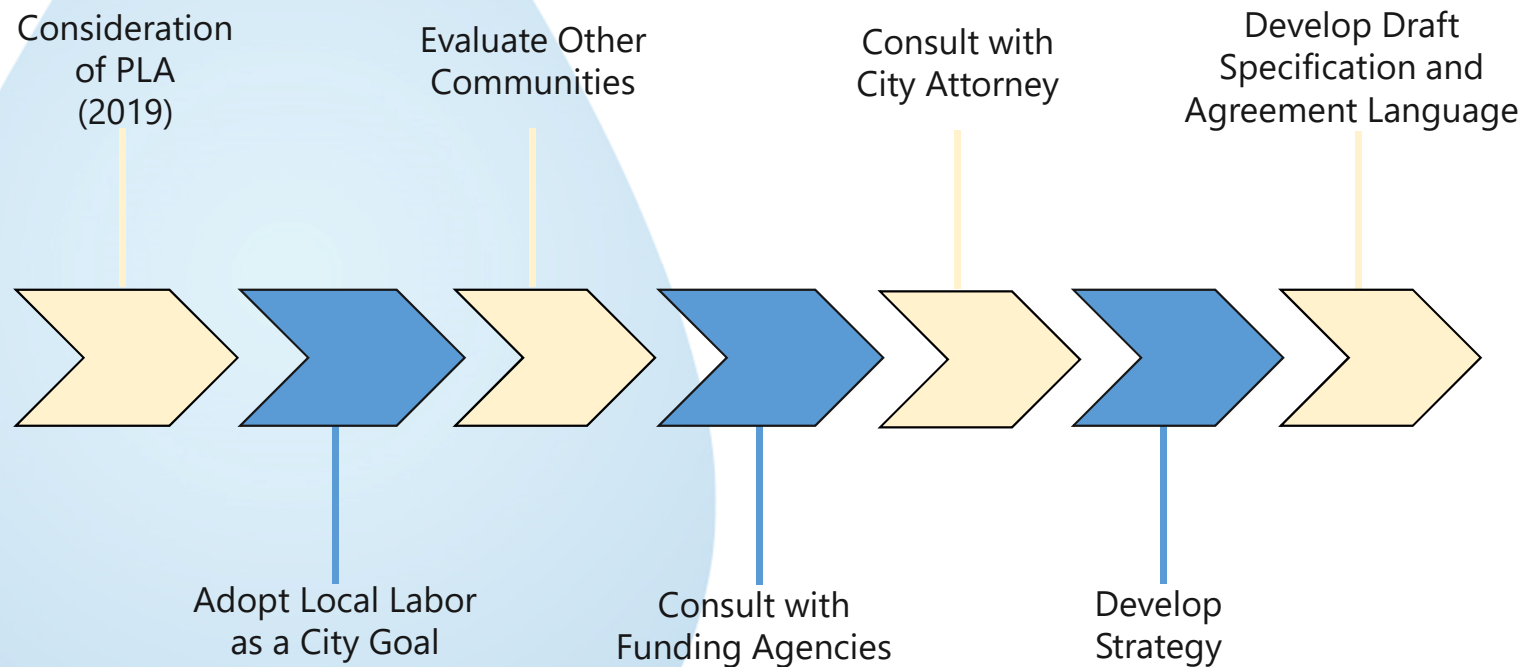 Consideration
of PLA
(2019)
Adopt Local Labor
as a City Goal
Evaluate Other
Communities
Consult with
Funding Agencies
Consult with
City Attorney
Develop
Strategy
Develop Draft
Specification and
Agreement Language